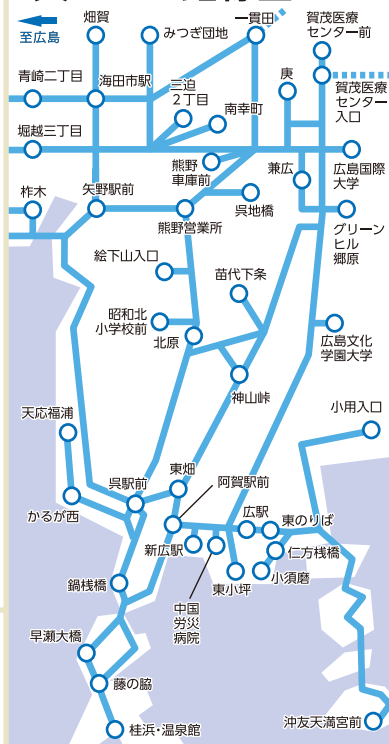 至広島
畑賀
みつぎ団地
一貫田
賀茂医療
センター前
青崎二丁目
海田市駅
三迫
2丁目
南幸町
庚
賀茂医療
センター
入口
堀越三丁目
熊野
車庫前
兼広
広島国際
大学
柞木
矢野駅前
熊野営業所
呉地橋
グリーン
ヒル
郷原
絵下山入口
苗代下条
昭和北
小学校前
北原
広島文化
学園大学
神山峠
小用入口
天応福浦
かるが西
呉駅前
東畑
阿賀駅前
広駅
東のりば
新広駅
仁方桟橋
小須磨
東小坪
中国
労災
病院
鍋桟橋
早瀬大橋
藤の脇
桂浜・温泉館
沖友天満宮前